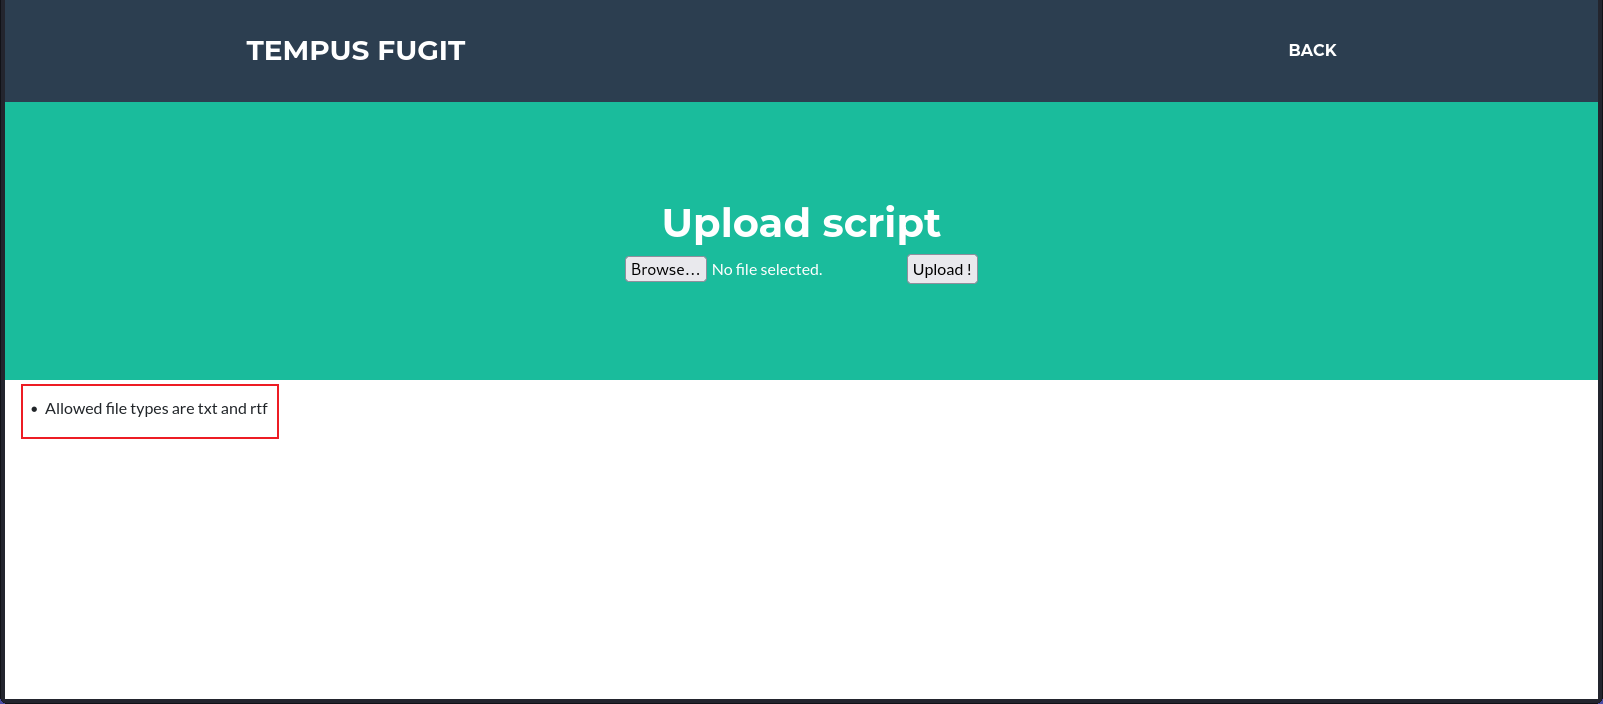 TEMPUS FUGIT
BACK
Upload script
Browse… No file selected. Upload !
• Allowed file types are txt and rtf